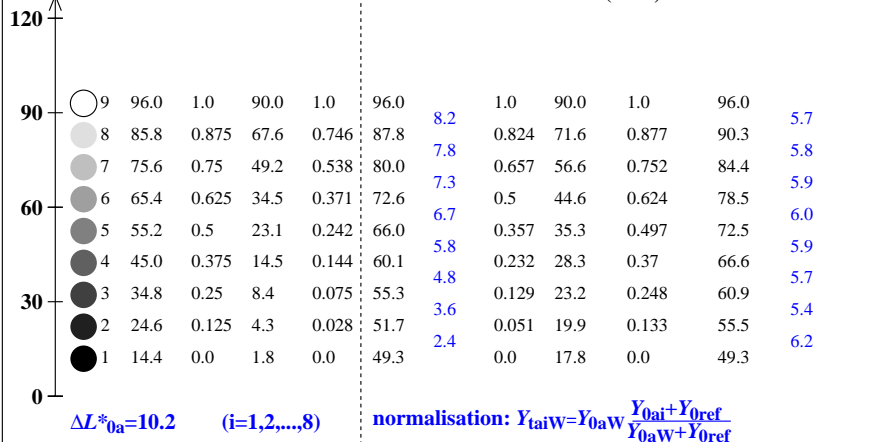 120
9 96.0 1.0 90.0 1.0 96.0 1.0 90.0 1.0 96.0
90
8.2 5.7
8 85.8 0.875 67.6 0.746 87.8 0.824 71.6 0.877 90.3
7.8 5.8
7 75.6 0.75 49.2 0.538 80.0 0.657 56.6 0.752 84.4
7.3 5.9
6 65.4 0.625 34.5 0.371 72.6 0.5 44.6 0.624 78.5
60
6.7 6.0
5 55.2 0.5 23.1 0.242 66.0 0.357 35.3 0.497 72.5
5.8 5.9
4 45.0 0.375 14.5 0.144 60.1 0.232 28.3 0.37 66.6
4.8 5.7
3 34.8 0.25 8.4 0.075 55.3 0.129 23.2 0.248 60.9
30
3.6 5.4
2 24.6 0.125 4.3 0.028 51.7 0.051 19.9 0.133 55.5
2.4 6.2
1 14.4 0.0 1.8 0.0 49.3 0.0 17.8 0.0 49.3
0
ΔL*0a=10.2 (i=1,2,...,8) normalisation: YtaiW=Y0aW Y0ai+Y0ref
Y0aW+Y0ref